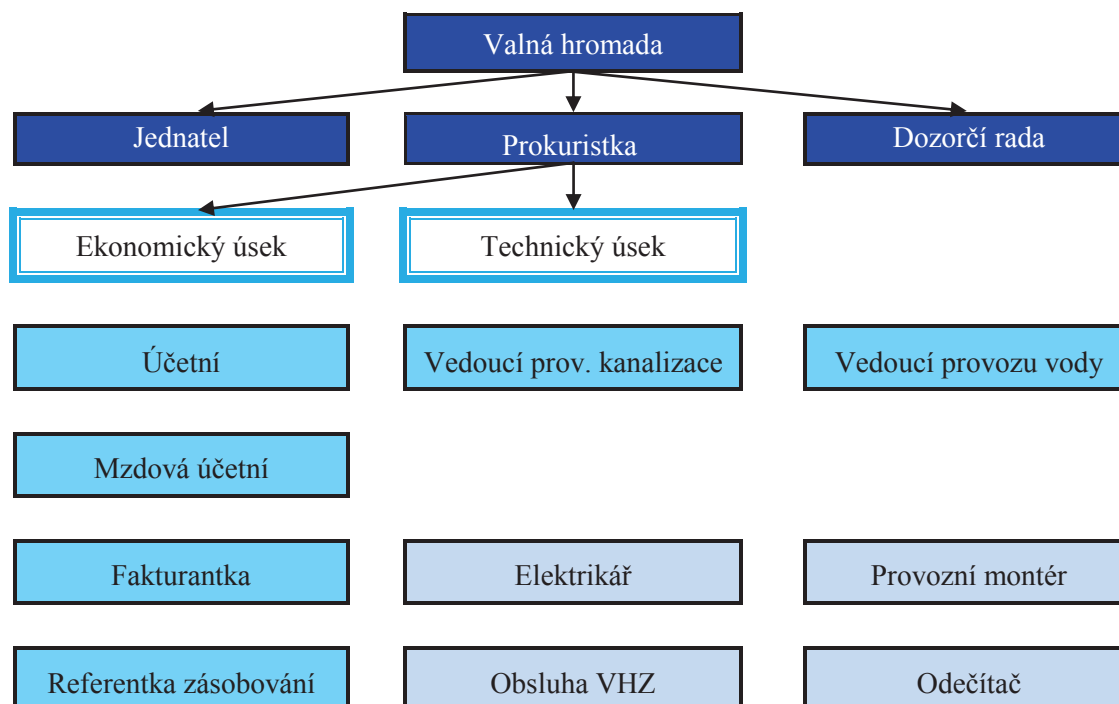 Valná hromada
Jednatel
Prokuristka
Dozorčí rada
Ekonomický úsek
Technický úsek
Účetní
Vedoucí prov. kanalizace
Vedoucí provozu vody
Mzdová účetní
Fakturantka
Elektrikář
Provozní montér
Referentka zásobování
Obsluha VHZ
Odečítač